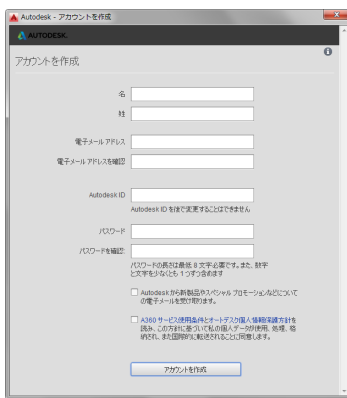 Autodesk - アカウントを作成
AUTODESK.
アカウントを作成
名
姓
電子メール アドレス
電子メール アドレスを確認
Autodesk ID
Autodesk ID を後で変更することはできません
パスワード
パスワードを確認:
パスワードの長さは最低 8 文字必要です。また、数字
と文字を少なくとも 1 つずつ含めます
Autodesk から新製品やスペシャル プロモーションなどについて
の電子メールを受け取ります。
A360 サービス使用条件とオートデスク個人情報保護方針を
読み、この方針に基づいて私の個人データが使用、処理、格
納され、また国際的に転送されることに同意します。
アカウントを作成